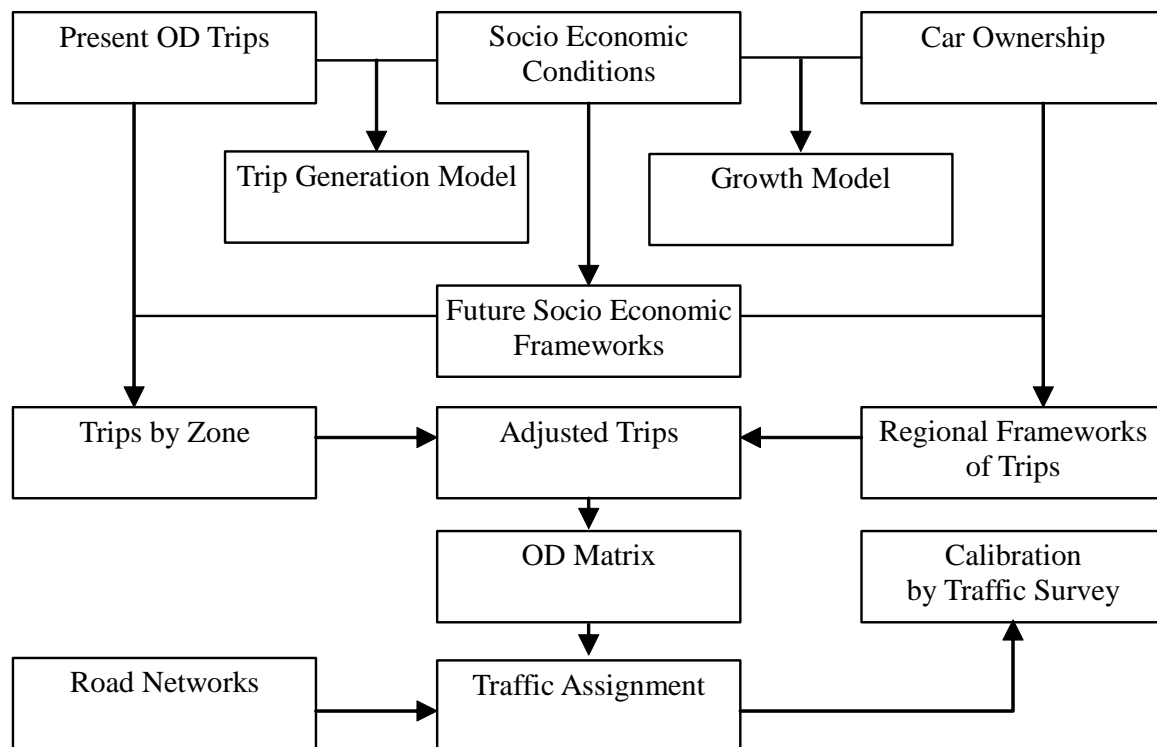 Present OD Trips
Socio Economic
Conditions
Car Ownership
Trip Generation Model
Growth Model
Future Socio Economic
Frameworks
Trips by Zone
Adjusted Trips
Regional Frameworks
of Trips
OD Matrix
Calibration
by Traffic Survey
Road Networks
Traffic Assignment